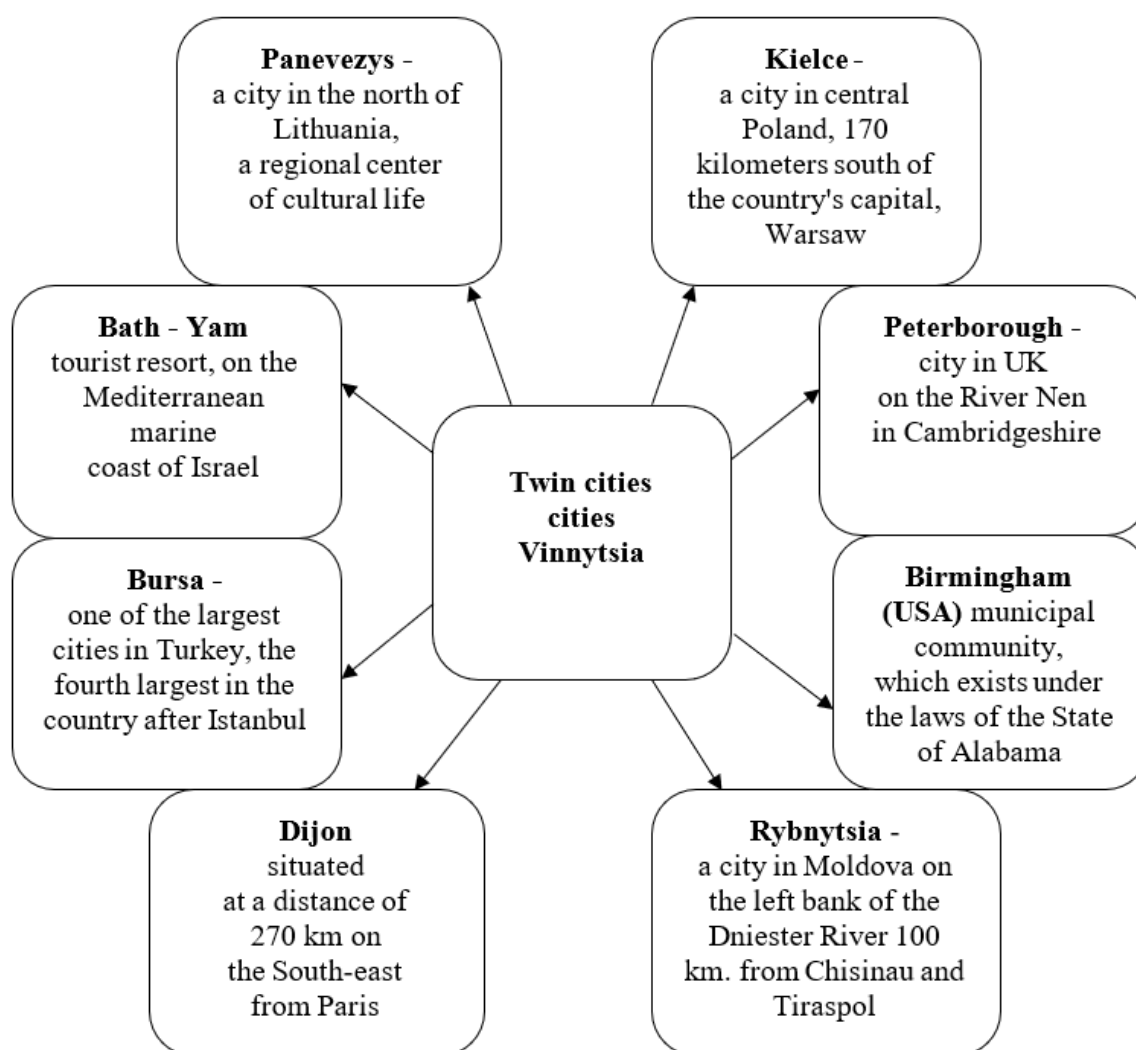 Panevezys -
a city in the north of
Lithuania,
a regional center
of cultural life
Kielce -
a city in central
Poland, 170
kilometers south of
the country's capital,
Warsaw
Bath - Yam
tourist resort, on the
Mediterranean
marine
coast of Israel
Peterborough -
city in UK
on the River Nen
in Cambridgeshire
Twin cities
cities
Vinnytsia
Bursa -
one of the largest
cities in Turkey, the
fourth largest in the
country after Istanbul
Birmingham
(USA) municipal
community,
which exists under
the laws of the State
of Alabama
Dijon
situated
at a distance of
270 km on
the South-east
from Paris
Rybnytsia -
a city in Moldova on
the left bank of the
Dniester River 100
km. from Chisinau and
Tiraspol